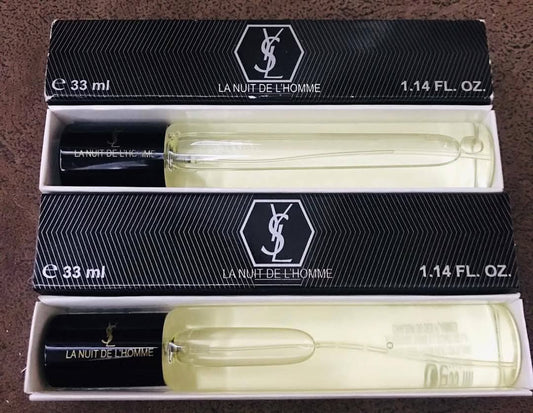 YSL
LA NUIT DE L'HOMME
℮ 33 ml
1.14 FL. OZ.
YSL
LA NUIT DE L'HOMME
YSL
LA NUIT DE L'HOMME
℮ 33 ml
1.14 FL. OZ.
YSL
LA NUIT DE L'HOMME